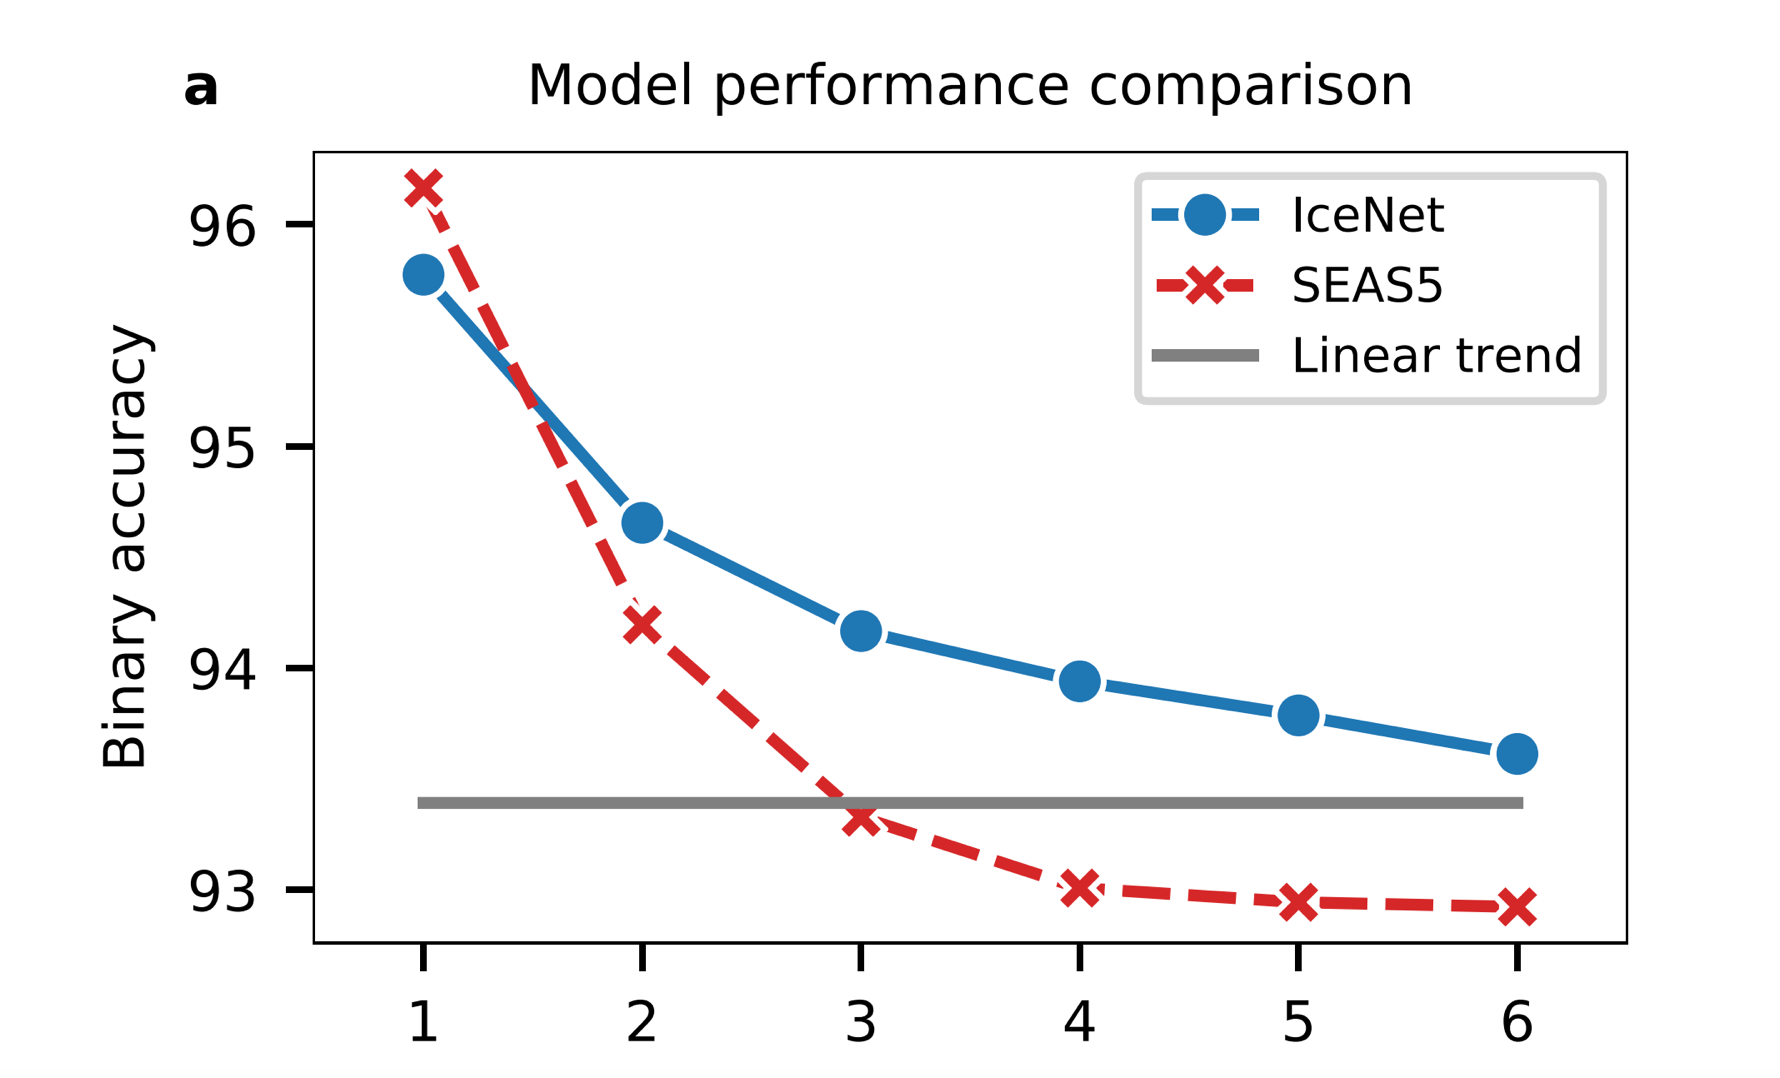 a Model performance comparison
Binary accuracy
96
95
94
93
IceNet
SEAS5
Linear trend
1 2 3 4 5 6